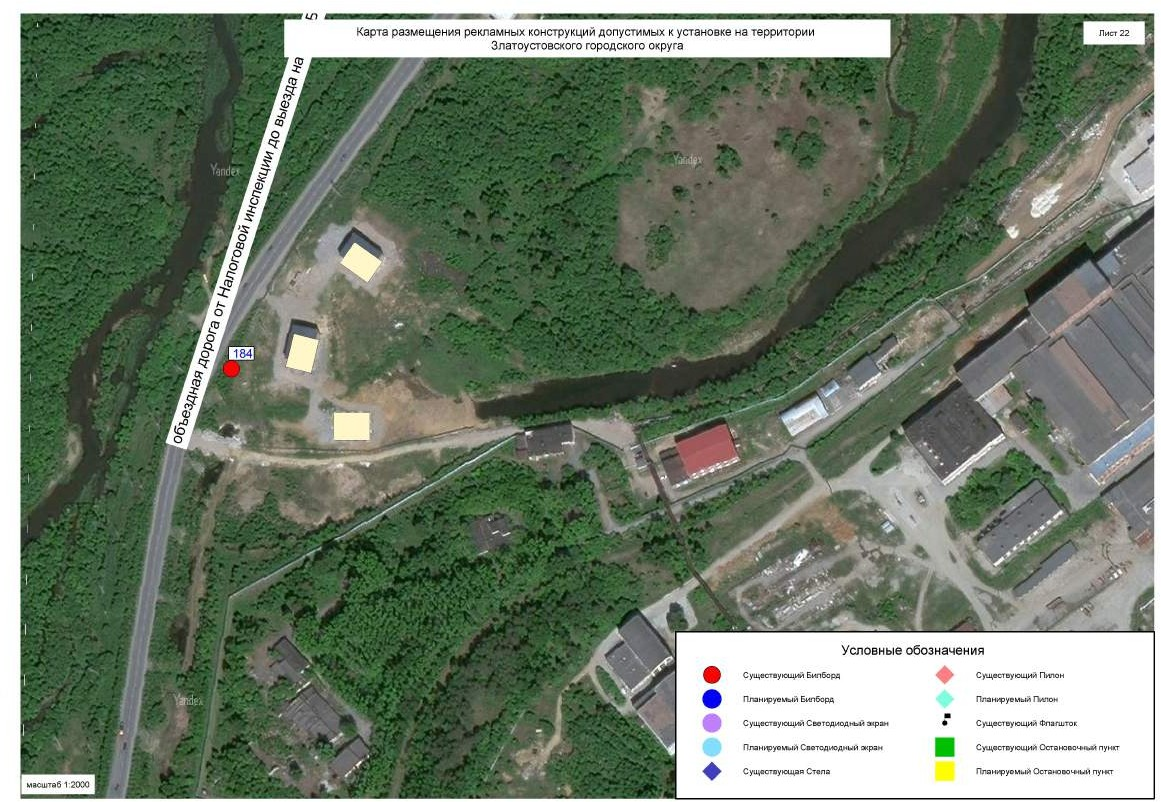 Карта размещения рекламных конструкций допустимых к установке на территории
Златоустовского городского округа
Лист 22
объездная дорога от Налоговой инспекции до выезда на
Yandex
Yandex
184
Yandex
Условные обозначения
Существующий Билборд
Планируемый Билборд
Существующий Светодиодный экран
Планируемый Светодиодный экран
Существующая Стела
Существующий Пилон
Планируемый Пилон
Существующий Флагшток
Существующий Остановочный пункт
Планируемый Остановочный пункт
масштаб 1:2000